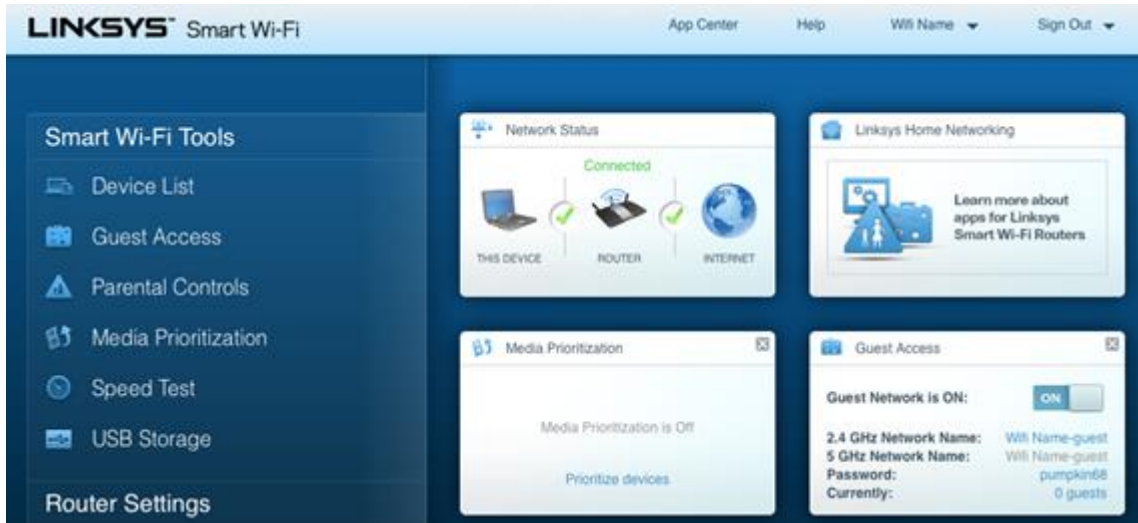 LINKSYS Smart Wi-Fi
App Center Help Wifi Name Sign Out
Smart Wi-Fi Tools
Device List
Guest Access
Parental Controls
Media Prioritization
Speed Test
USB Storage
Router Settings
Network Status
Connected
THIS DEVICE ROUTER INTERNET
Linksys Home Networking
Learn more about
apps for Linksys
Smart Wi-Fi Routers
Media Prioritization
Media Prioritization is Off
Prioritize devices
Guest Access
Guest Network is ON: ON
2.4 GHz Network Name: Wifi Name-guest
5 GHz Network Name: Wifi Name-guest
Password: pumpkin68
Currently: 0 guests